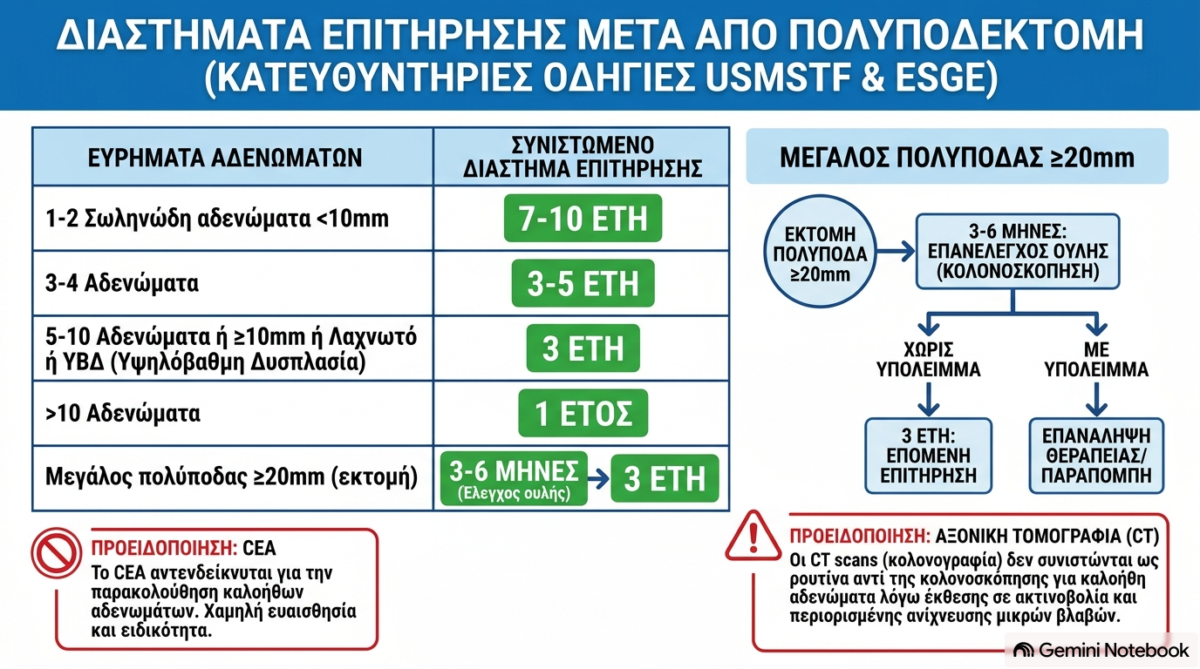 ΔΙΑΣΤΗΜΑΤΑ ΕΠΙΤΗΡΗΣΗΣ ΜΕΤΑ ΑΠΟ ΠΟΛΥΠΟΔΕΚΤΟΜΗ
(ΚΑΤΕΥΘΥΝΤΗΡΙΕΣ ΟΔΗΓΙΕΣ USMSTF & ESGE)
ΕΥΡΗΜΑΤΑ ΑΔΕΝΩΜΑΤΩΝ
ΣΥΝΙΣΤΩΜΕΝΟ
ΔΙΑΣΤΗΜΑ ΕΠΙΤΗΡΗΣΗΣ
1-2 Σωληνώδη αδενώματα <10mm
7-10 ΕΤΗ
3-4 Αδενώματα
3-5 ΕΤΗ
5-10 Αδενώματα ή ≥10mm ή Λαχνωτό
ή ΥΒΔ (Υψηλόβαθμη Δυσπλασία)
3 ΕΤΗ
>10 Αδενώματα
1 ΕΤΟΣ
Μεγάλος πολύποδας ≥20mm (εκτομή)
3-6 ΜΗΝΕΣ
(Έλεγχος ουλής)
3 ΕΤΗ
ΜΕΓΑΛΟΣ ΠΟΛΥΠΟΔΑΣ ≥20mm
ΕΚΤΟΜΗ
ΠΟΛΥΠΟΔΑ
≥20mm
3-6 ΜΗΝΕΣ:
ΕΠΑΝΕΛΕΓΧΟΣ ΟΥΛΗΣ
(ΚΟΛΟΝΟΣΚΟΠΗΣΗ)
ΧΩΡΙΣ
ΥΠΟΛΕΙΜΜΑ
ΜΕ
ΥΠΟΛΕΙΜΜΑ
3 ΕΤΗ:
ΕΠΟΜΕΝΗ
ΕΠΙΤΗΡΗΣΗ
ΕΠΑΝΑΛΗΨΗ
ΘΕΡΑΠΕΙΑΣ/
ΠΑΡΑΠΟΜΠΗ
ΠΡΟΕΙΔΟΠΟΙΗΣΗ: CEA
Το CEA αντενδείκνυται για την
παρακολούθηση καλοήθων
αδενωμάτων. Χαμηλή ευαισθησία
και ειδικότητα.
ΠΡΟΕΙΔΟΠΟΙΗΣΗ: ΑΞΟΝΙΚΗ ΤΟΜΟΓΡΑΦΙΑ (CT)
Οι CT scans (κολονογραφία) δεν συνιστώνται ως
ρουτίνα αντί της κολονοσκόπησης για καλοήθη
αδενώματα λόγω έκθεσης σε ακτινοβολία και
περιορισμένης ανίχνευσης μικρών βλαβών.
Gemini Notebook